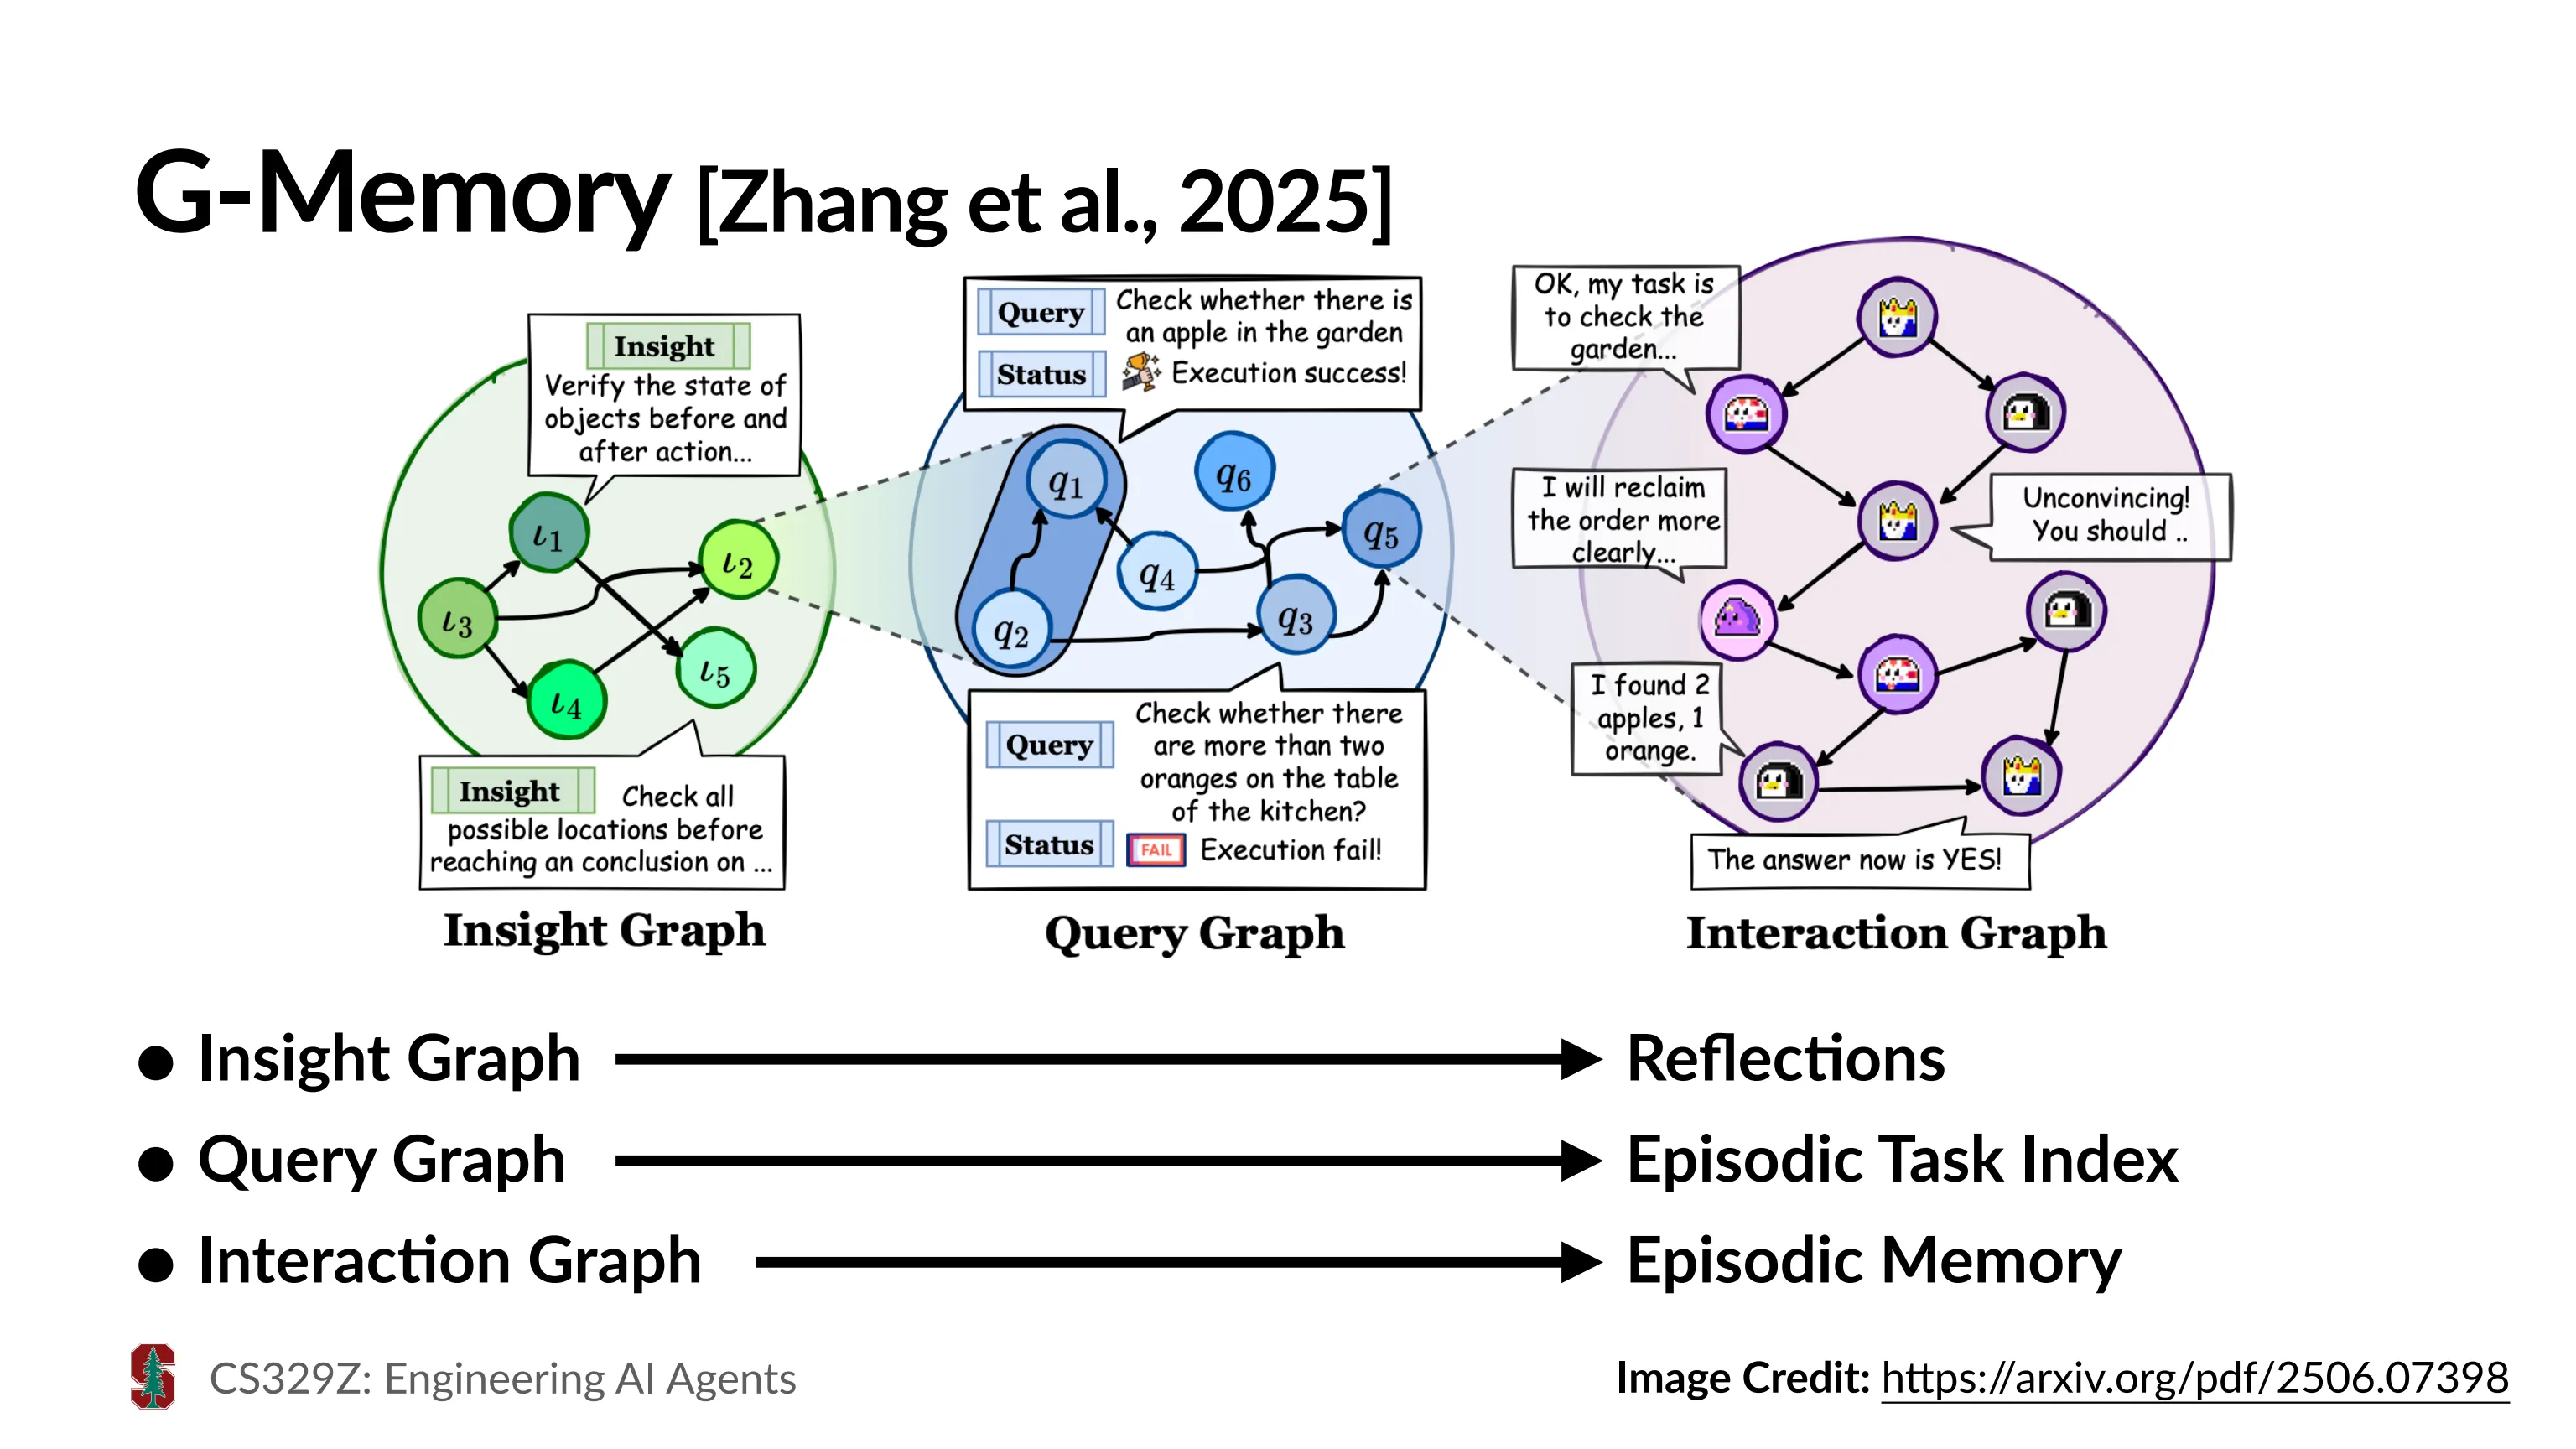 G-Memory [Zhang et al., 2025]
Insight
Verify the state of
objects before and
after action...
ι1
ι2
ι3
ι4
ι5
Insight
Check all
possible locations before
reaching an conclusion on ...
Insight Graph
Query
Check whether there is
an apple in the garden
Status
Execution success!
q1
q6
q5
q4
q3
q2
Query
Check whether there
are more than two
oranges on the table
of the kitchen?
Status
FAIL
Execution fail!
Query Graph
OK, my task is
to check the
garden...
I will reclaim
the order more
clearly...
Unconvincing!
You should ..
I found 2
apples, 1
orange.
The answer now is YES!
Interaction Graph
● Insight Graph
Reflections
● Query Graph
Episodic Task Index
● Interaction Graph
Episodic Memory
S
CS329Z: Engineering AI Agents
Image Credit: https://arxiv.org/pdf/2506.07398